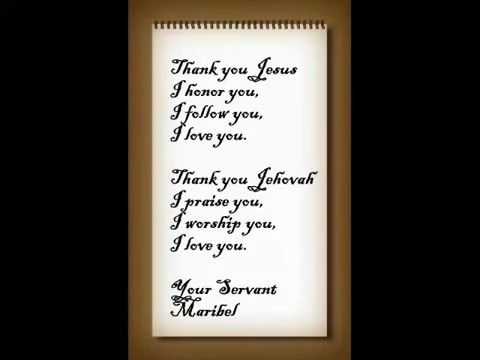 Thank you Jesus
I honor you,
I follow you,
I love you.
Thank you Jehovah
I praise you,
I worship you,
I love you.
Your Servant
Maribel